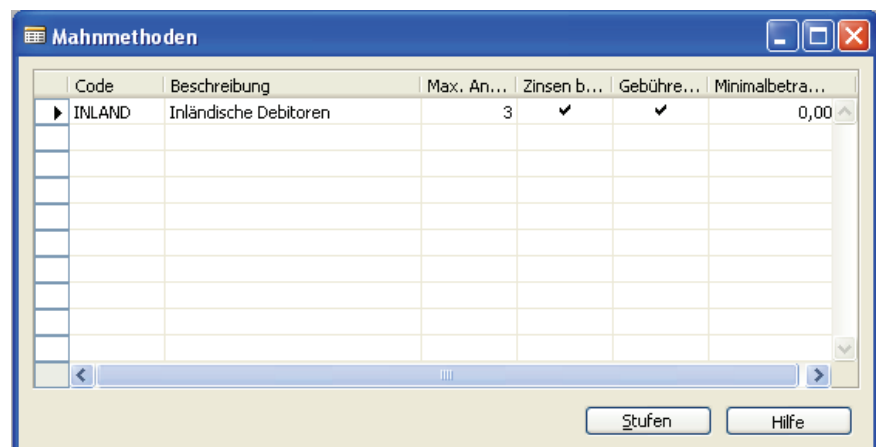 Mahnmethoden
Code Beschreibung Max. An... Zinsen b... Gebühre... Minimalbetra...
INLAND Inländische Debitoren 3 0,00
Stufen Hilfe